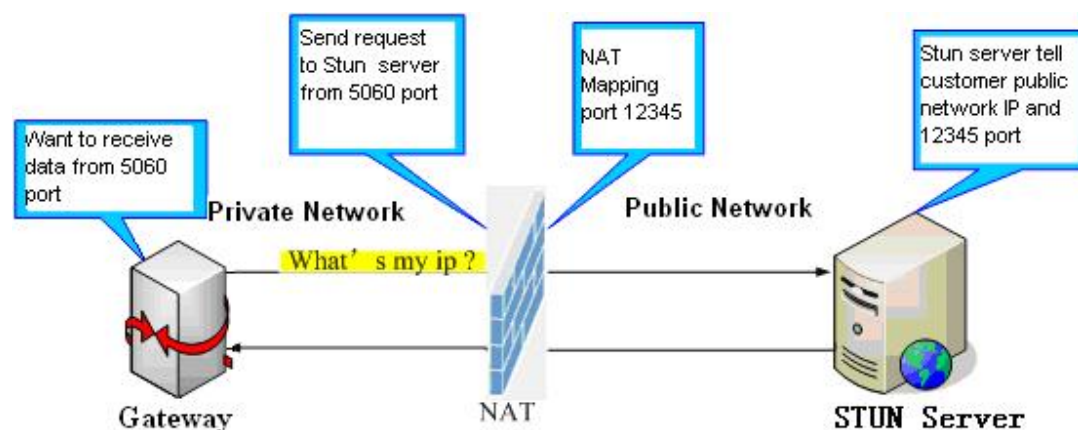 Send request
to Stun server
from 5060 port
NAT
Mapping
port 12345
Stun server tell
customer public
network IP and
12345 port
Want to receive
data from 5060
port
Private Network
Public Network
What's my ip ?
Gateway
NAT
STUN Server